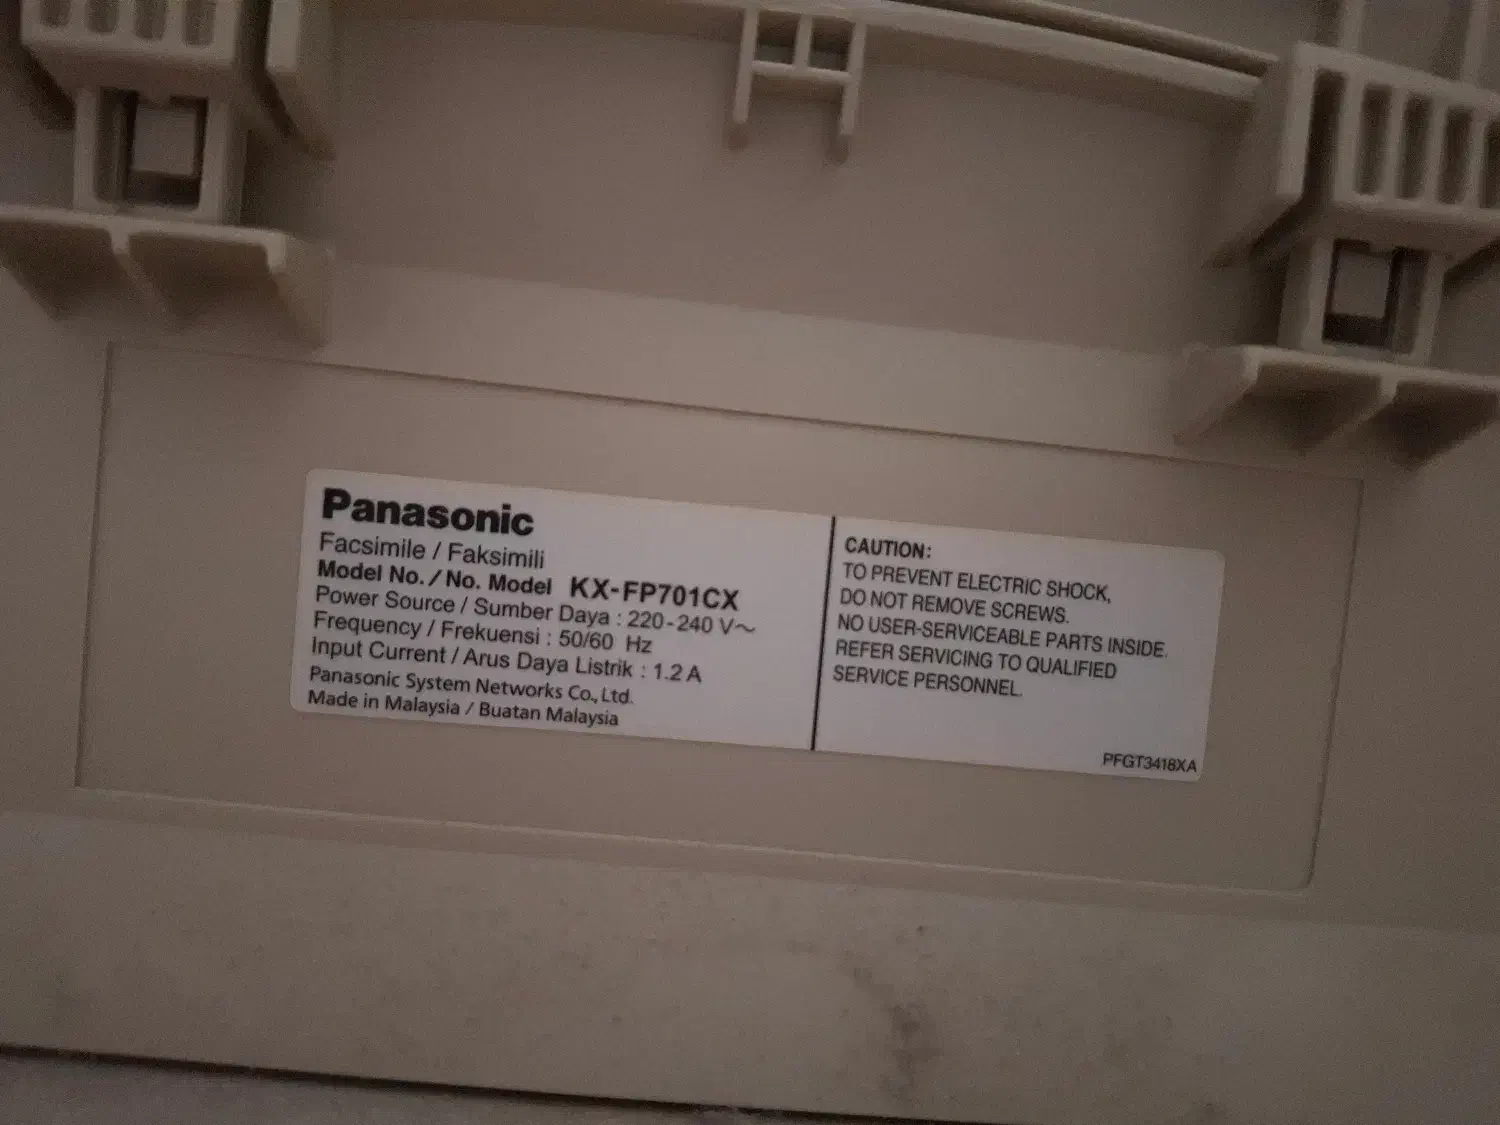 Panasonic
Facsimile / Faksimili
Model No. / No. Model KX-FP701CX
Power Source / Sumber Daya : 220-240 V～
Frequency / Frekuensi : 50/60 Hz
Input Current / Arus Daya Listrik : 1.2 A
Panasonic System Networks Co., Ltd.
Made in Malaysia / Buatan Malaysia
CAUTION:
TO PREVENT ELECTRIC SHOCK,
DO NOT REMOVE SCREWS.
NO USER-SERVICEABLE PARTS INSIDE.
REFER SERVICING TO QUALIFIED
SERVICE PERSONNEL.
PFGT3418XA